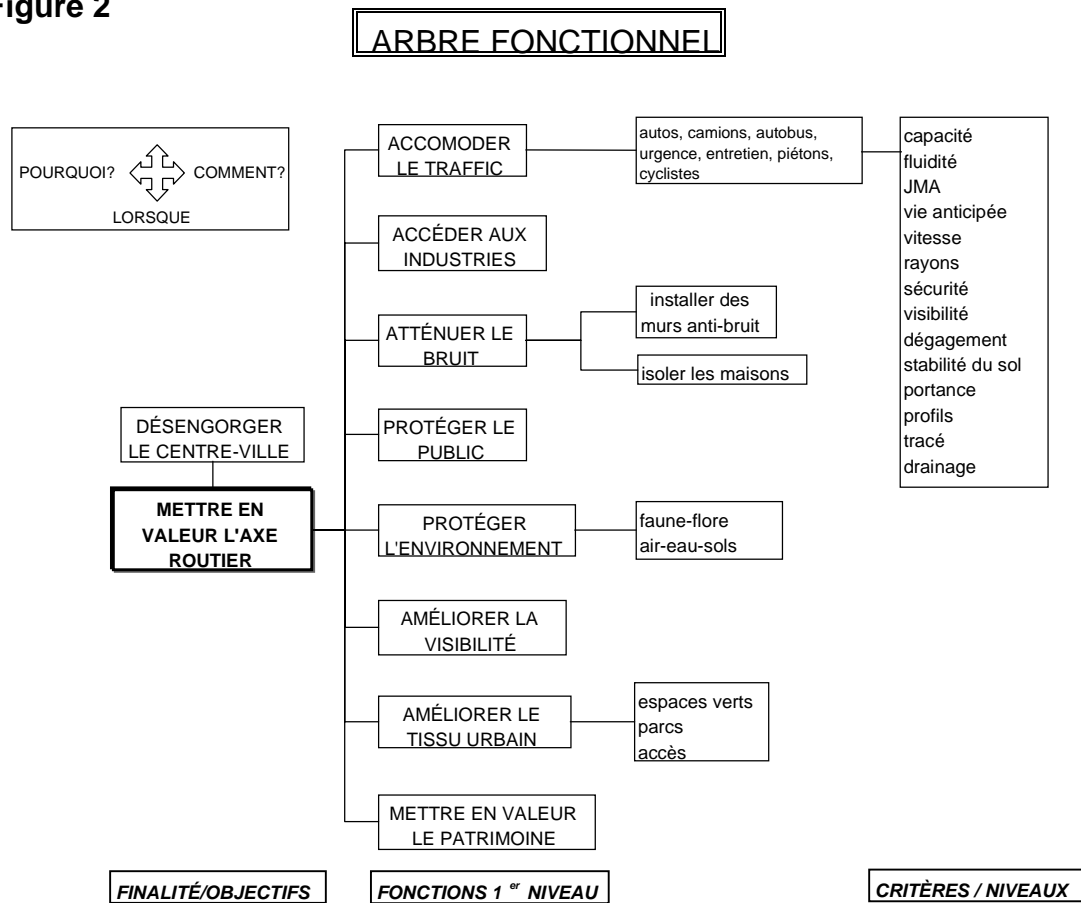 Figure 2
ARBRE FONCTIONNEL
POURQUOI?
COMMENT?
LORSQUE
DÉSENGORGER
LE CENTRE-VILLE
METTRE EN
VALEUR L'AXE
ROUTIER
ACCOMODER
LE TRAFFIC
ACCÉDER AUX
INDUSTRIES
ATTÉNUER LE
BRUIT
PROTÉGER LE
PUBLIC
PROTÉGER
L'ENVIRONNEMENT
AMÉLIORER LA
VISIBILITÉ
AMÉLIORER LE
TISSU URBAIN
METTRE EN VALEUR
LE PATRIMOINE
autos, camions, autobus,
urgence, entretien, piétons,
cyclistes
installer des
murs anti-bruit
isoler les maisons
faune-flore
air-eau-sols
espaces verts
parcs
accès
capacité
fluidité
JMA
vie anticipée
vitesse
rayons
sécurité
visibilité
dégagement
stabilité du sol
portance
profils
tracé
drainage
FINALITÉ/OBJECTIFS
FONCTIONS 1 er NIVEAU
CRITÈRES / NIVEAUX